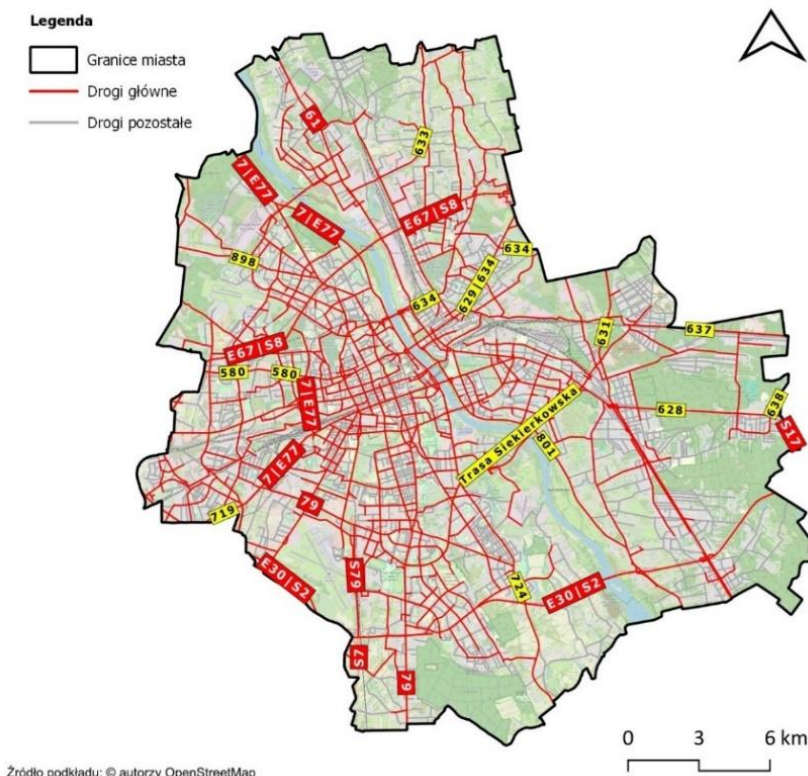 Legenda
Granice miasta
Drogi główne
Drogi pozostałe
61
633
7|E77
7|E77
E67|S8
898
634
629|634
634
631
637
E67|S8
580
580
7|E77
628
638
S17
Trasa Siekierkowska
801
7|E77
79
719
E30|S2
S79
724
E30|S2
S7
79
0 3 6 km
Źródło podkładu: © autorzy OpenStreetMap